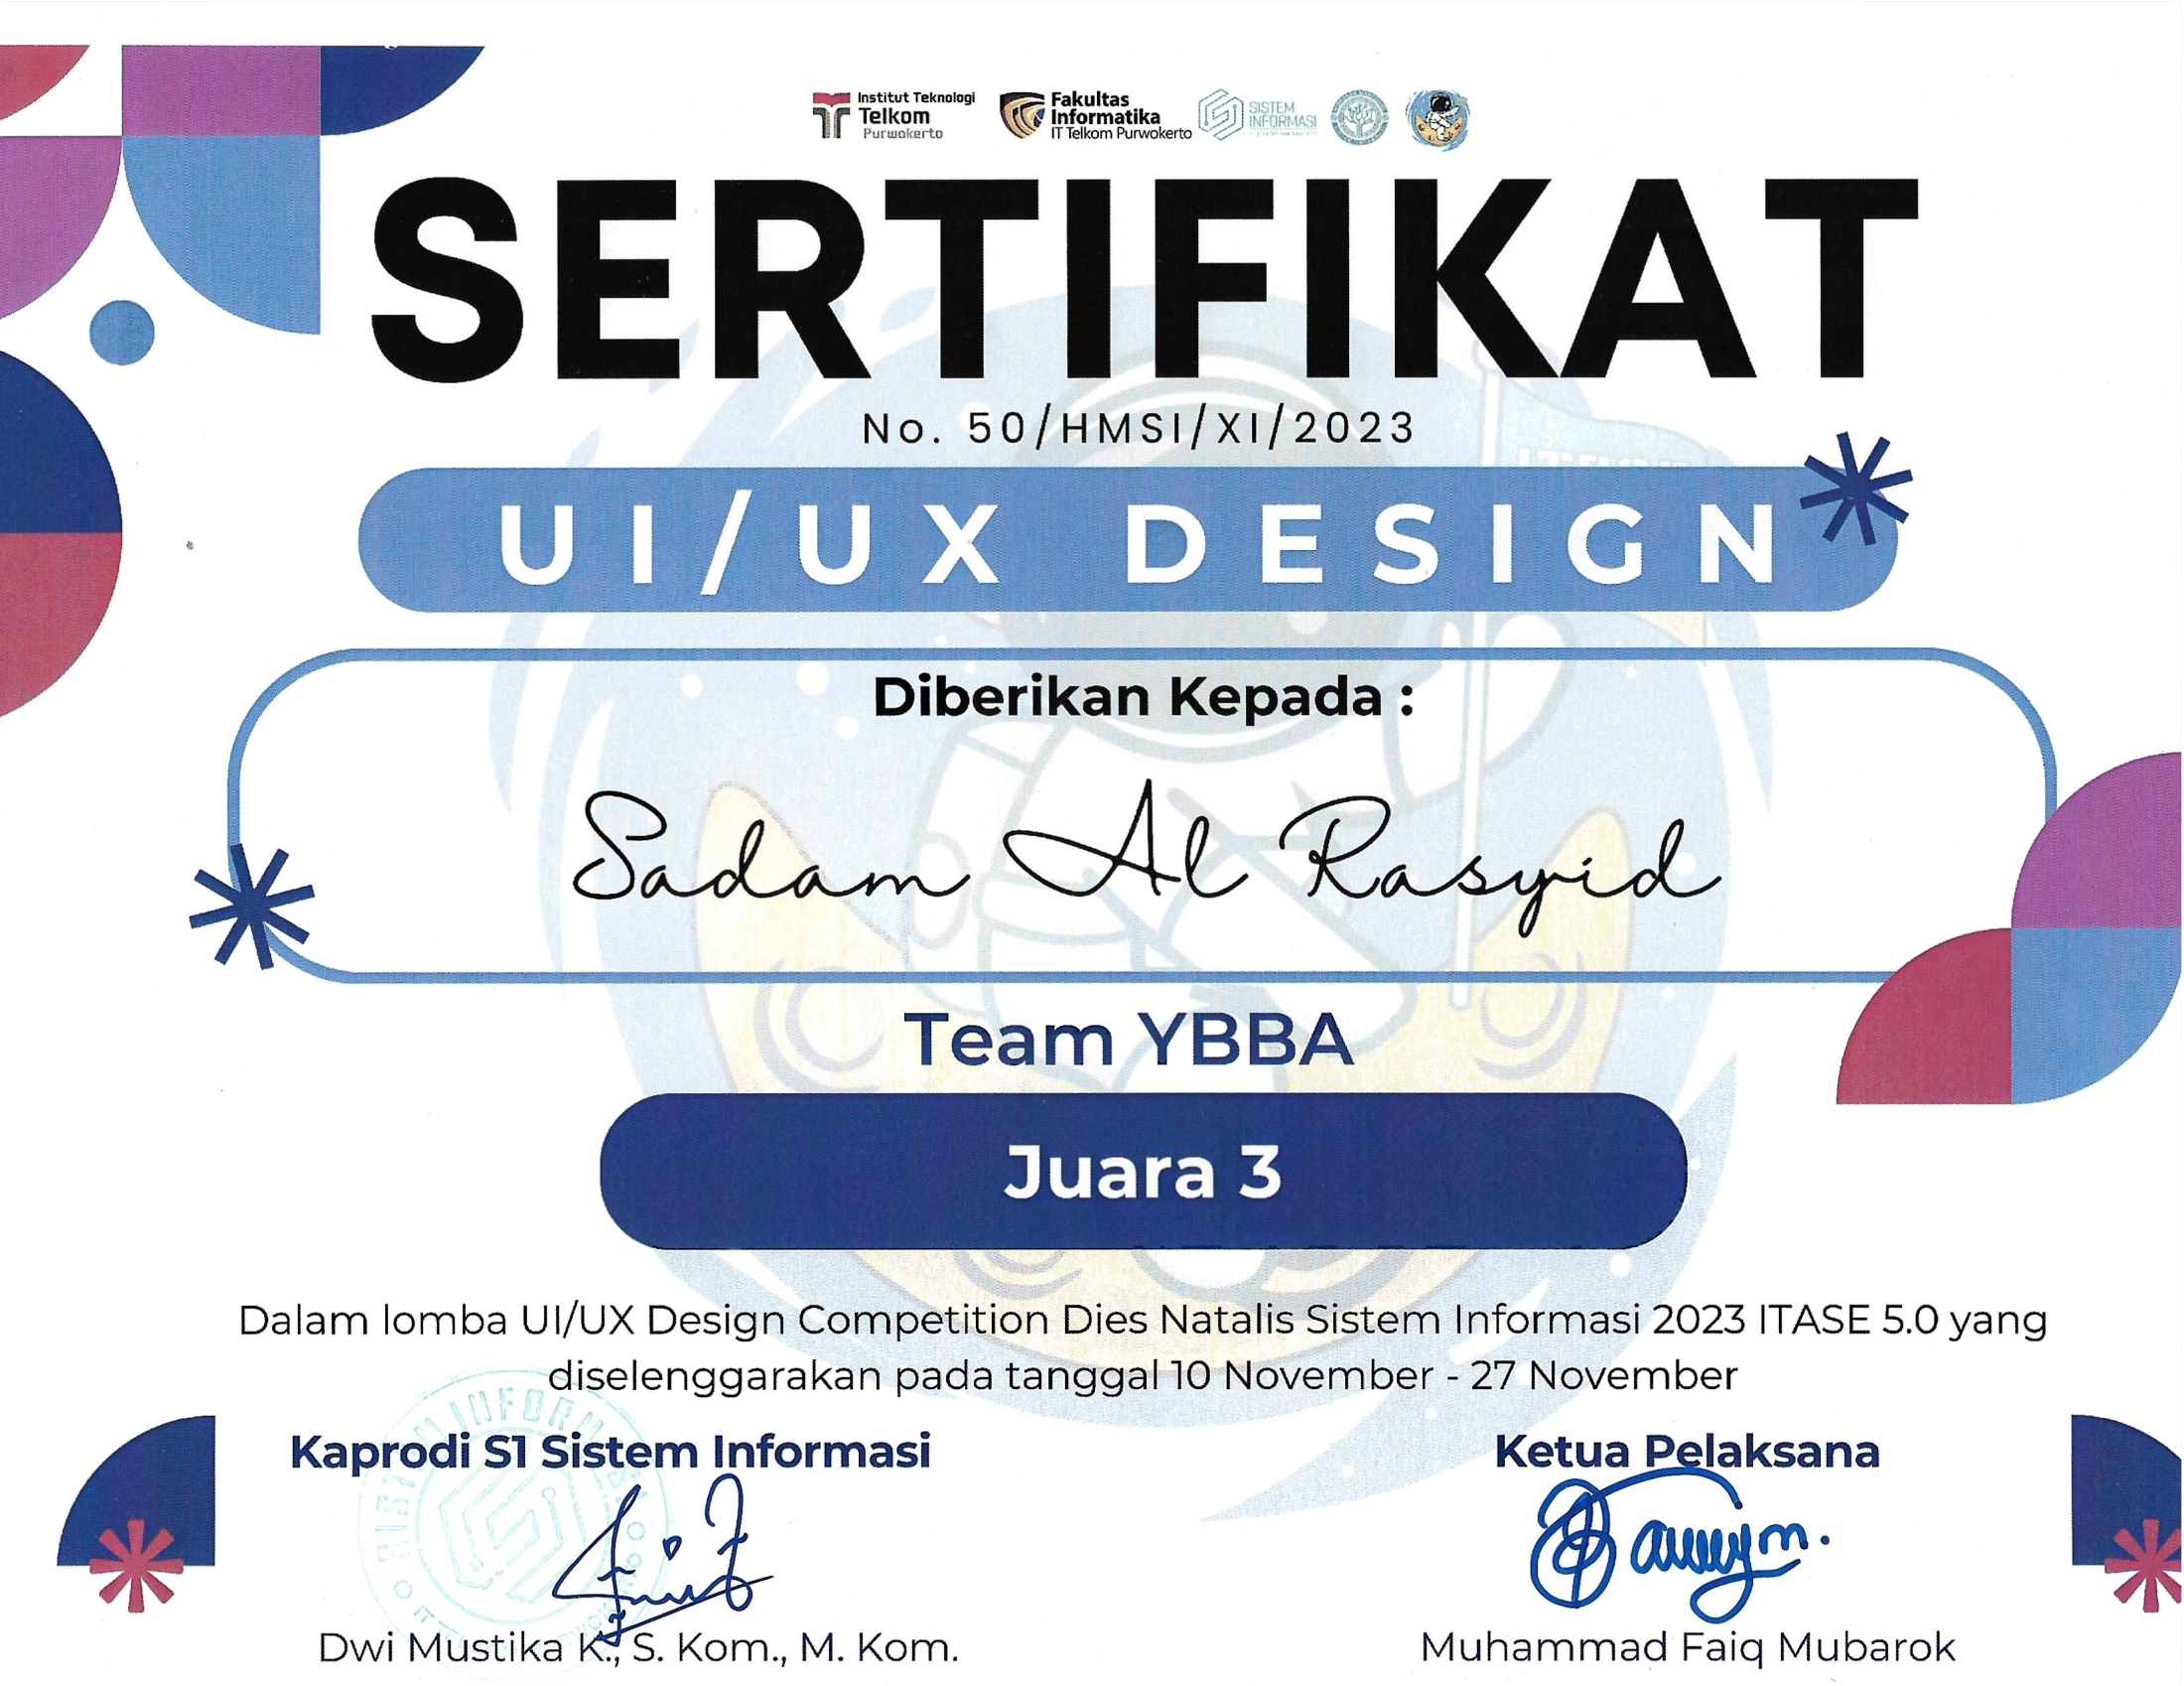 Institut Teknologi
Telkom
Purwokerto
Fakultas
Informatika
IT Telkom Purwokerto
SISTEM
INFORMASI
SERTIFIKAT
No. 50/HMSI/XI/2023
UI/UX DESIGN
Diberikan Kepada :
Sadam Al Rasyid
Team YBBA
Juara 3
Dalam lomba UI/UX Design Competition Dies Natalis Sistem Informasi 2023 ITASE 5.0 yang
diselenggarakan pada tanggal 10 November - 27 November
Kaprodi S1 Sistem Informasi
Ketua Pelaksana
Dwi Mustika K., S. Kom., M. Kom.
Muhammad Faiq Mubarok